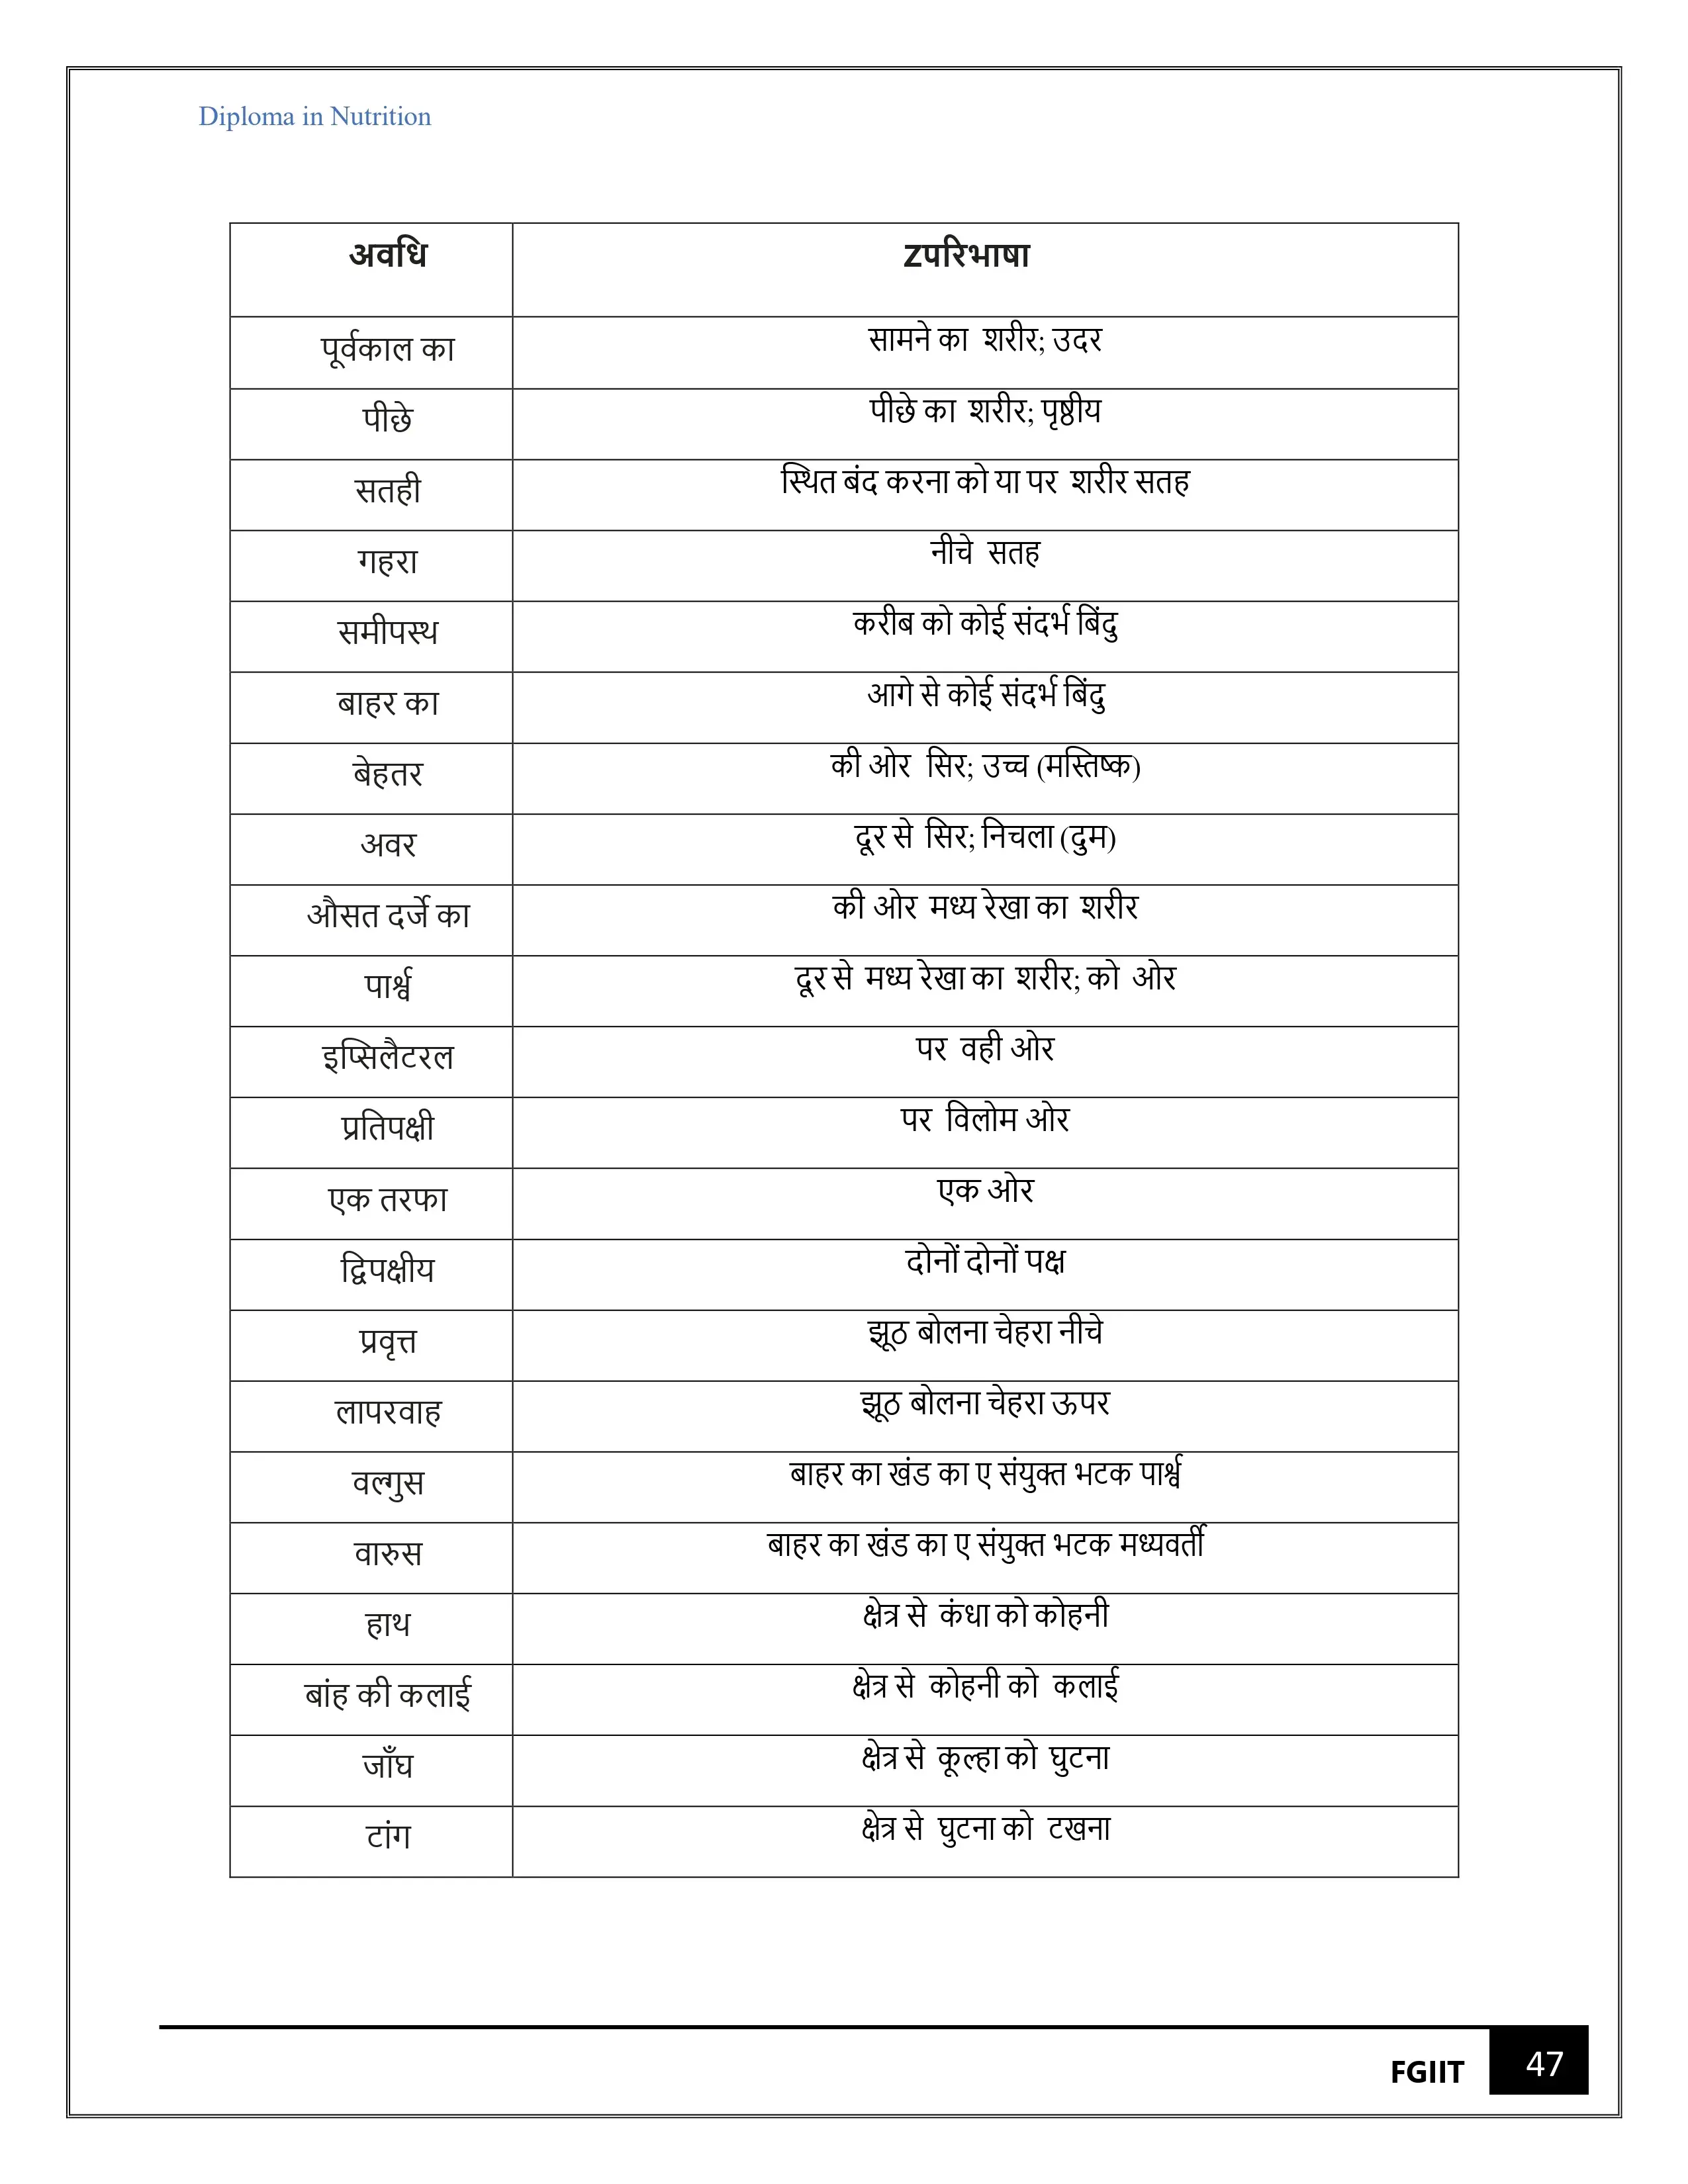 Diploma in Nutrition
अवधि Zपरिभाषा
पूर्वकाल का सामने का शरीर; उदर
पीछे पीछे का शरीर; पृष्ठीय
सतही स्थित बंद करना को या पर शरीर सतह
गहरा नीचे सतह
समीपस्थ करीब को कोई संदर्भ बिंदु
बाहर का आगे से कोई संदर्भ बिंदु
बेहतर की ओर सिर; उच्च (मस्तिष्क)
अवर दूर से सिर; निचला (दुम)
औसत दर्जे का की ओर मध्य रेखा का शरीर
पार्श्व दूर से मध्य रेखा का शरीर; को ओर
इप्सिलैटरल पर वही ओर
प्रतिपक्षी पर विलोम ओर
एक तरफा एक ओर
द्विपक्षीय दोनों दोनों पक्ष
प्रवृत्त झूठ बोलना चेहरा नीचे
लापरवाह झूठ बोलना चेहरा ऊपर
वल्गुस बाहर का खंड का ए संयुक्त भटक पार्श्व
वारुस बाहर का खंड का ए संयुक्त भटक मध्यवर्ती
हाथ क्षेत्र से कंधा को कोहनी
बांह की कलाई क्षेत्र से कोहनी को कलाई
जाँघ क्षेत्र से कूल्हा को घुटना
टांग क्षेत्र से घुटना को टखना
FGIIT 47